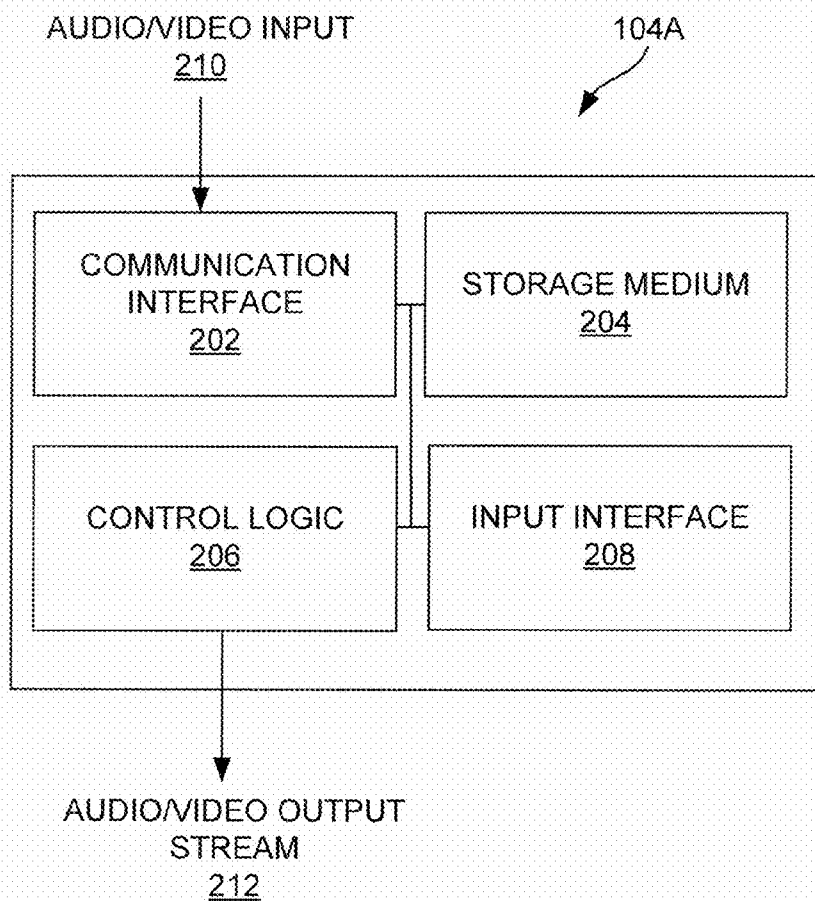 AUDIO/VIDEO INPUT
210
104A
COMMUNICATION
INTERFACE
202
STORAGE MEDIUM
204
CONTROL LOGIC
206
INPUT INTERFACE
208
AUDIO/VIDEO OUTPUT
STREAM
212